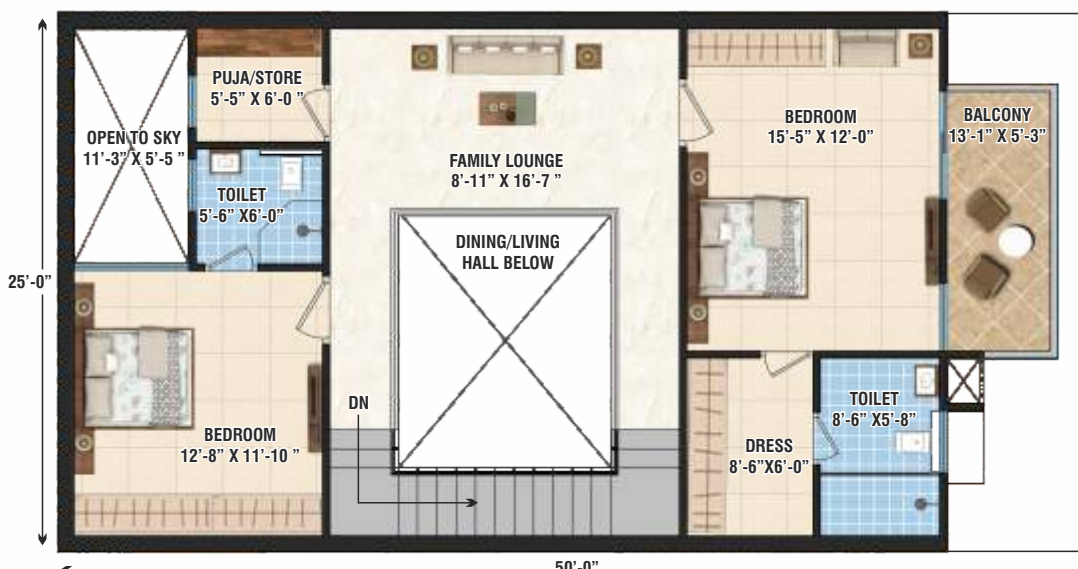 PUJA/STORE
5'-5" X 6'-0 "
OPEN TO SKY
11'-3" X 5'-5 "
TOILET
5'-6" X6'-0"
FAMILY LOUNGE
8'-11" X 16'-7 "
BEDROOM
15'-5" X 12'-0"
BALCONY
13'-1" X 5'-3"
DINING/LIVING
HALL BELOW
25'-0"
BEDROOM
12'-8" X 11'-10 "
DN
DRESS
8'-6"X6'-0"
TOILET
8'-6" X5'-8"
50'-0"